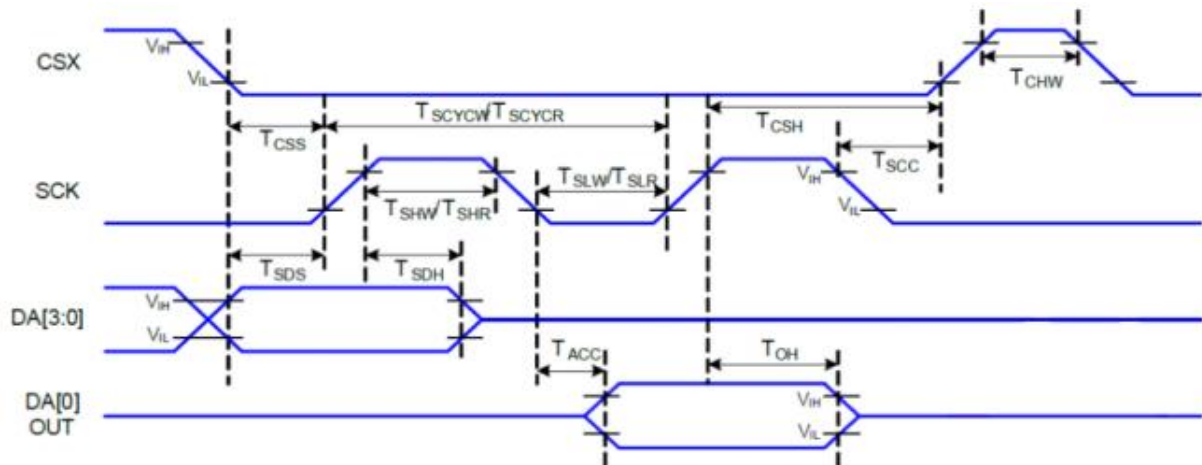 CSX
VIH
VIL
TCHW
TSCYCW/TSCYCR
TCSS
TCSH
TSCC
SCK
TSLW/TSLR
VIH
VIL
TSHW/TSHR
TSDS
TSDH
DA[3:0]
VIH
VIL
TACC
TOH
DA[0]
OUT
VIH
VIL